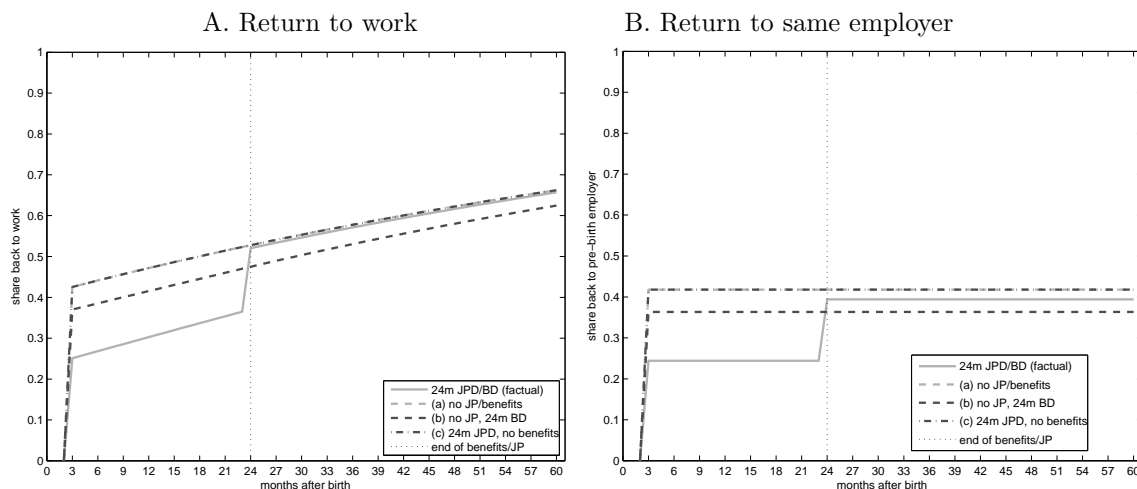 A. Return to work
1
0.9
0.8
0.7
0.6
0.5
0.4
0.3
0.2
0.1
0
share back to work
0 3 6 9 12 15 18 21 24 27 30 33 36 39 42 45 48 51 54 57 60
months after birth
24m JPD/BD (factual)
(a) no JP/benefits
(b) no JP, 24m BD
(c) 24m JPD, no benefits
end of benefits/JP
B. Return to same employer
1
0.9
0.8
0.7
0.6
0.5
0.4
0.3
0.2
0.1
0
share back to pre−birth employer
0 3 6 9 12 15 18 21 24 27 30 33 36 39 42 45 48 51 54 57 60
months after birth
24m JPD/BD (factual)
(a) no JP/benefits
(b) no JP, 24m BD
(c) 24m JPD, no benefits
end of benefits/JP